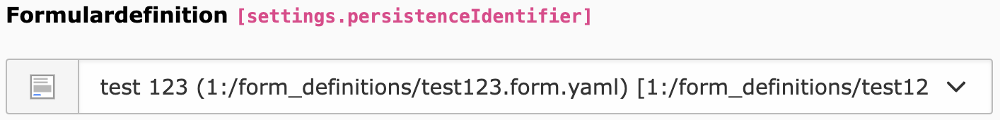 Formulardefinition [settings.persistenceIdentifier]
test 123 (1:/form_definitions/test123.form.yaml) [1:/form_definitions/test12